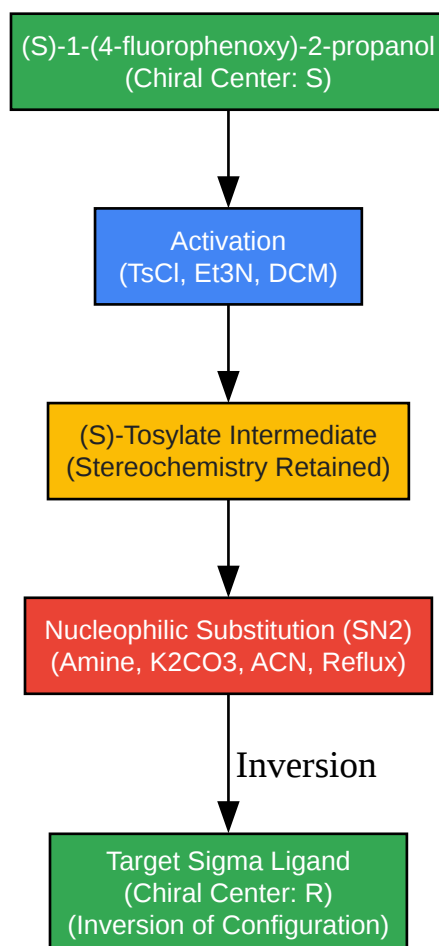 (S)-1-(4-fluorophenoxy)-2-propanol
(Chiral Center: S)
Activation
(TsCl, Et3N, DCM)
(S)-Tosylate Intermediate
(Stereochemistry Retained)
Nucleophilic Substitution (SN2)
(Amine, K2CO3, ACN, Reflux)
Inversion
Target Sigma Ligand
(Chiral Center: R)
(Inversion of Configuration)